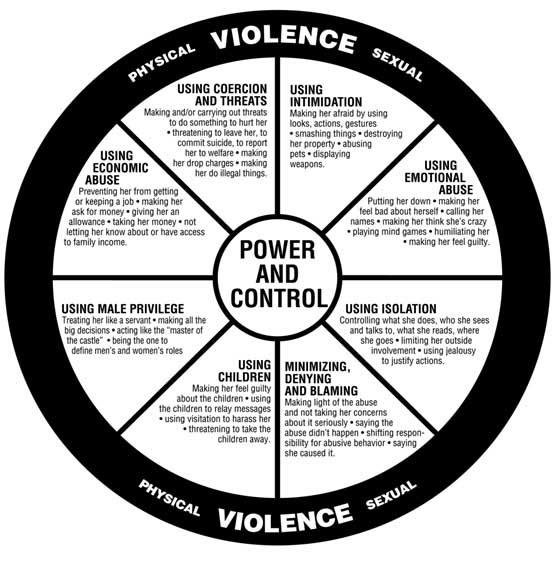 PHYSICAL VIOLENCE SEXUAL
USING COERCION
AND THREATS
Making and/or carrying out threats
to do something to hurt her
• threatening to leave her, to
commit suicide, to report
her to welfare • making
her drop charges • making
her do illegal things.
USING
INTIMIDATION
Making her afraid by using
looks, actions, gestures
• smashing things • destroying
her property • abusing
pets • displaying
weapons.
USING
ECONOMIC
ABUSE
Preventing her from getting
or keeping a job • making her
ask for money • giving her an
allowance • taking her money • not
letting her know about or have access
to family income.
USING
EMOTIONAL
ABUSE
Putting her down • making her
feel bad about herself • calling her
names • making her think she's crazy
• playing mind games • humiliating her
• making her feel guilty.
POWER
AND
CONTROL
USING MALE PRIVILEGE
Treating her like a servant • making all the
big decisions • acting like the "master of
the castle" • being the one to
define men's and women's roles
USING ISOLATION
Controlling what she does, who she sees
and talks to, what she reads, where
she goes • limiting her outside
involvement • using jealousy
to justify actions.
USING
CHILDREN
Making her feel guilty
about the children • using
the children to relay messages
• using visitation to harass her
• threatening to take the
children away.
MINIMIZING,
DENYING
AND BLAMING
Making light of the abuse
and not taking her concerns
about it seriously • saying the
abuse didn't happen • shifting respon-
sibility for abusive behavior • saying
she caused it.
PHYSICAL VIOLENCE SEXUAL